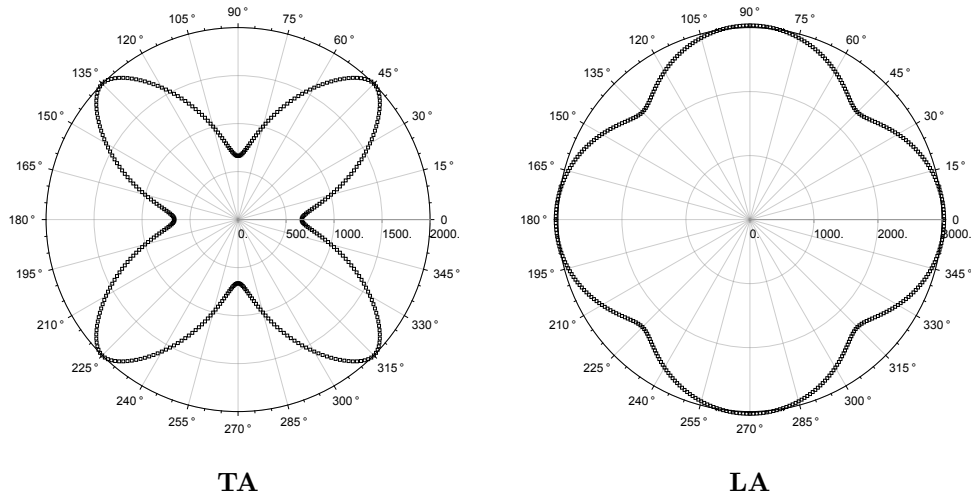 90 °
105 ° 75 °
120 ° 60 °
135 ° 45 °
150 ° 30 °
165 ° 15 °
180 ° 0
0. 500. 1000. 1500. 2000.
195 ° 345 °
210 ° 330 °
225 ° 315 °
240 ° 300 °
255 ° 285 °
270 °
TA
90 °
105 ° 75 °
120 ° 60 °
135 ° 45 °
150 ° 30 °
165 ° 15 °
180 ° 0
0. 1000. 2000. 3000.
195 ° 345 °
210 ° 330 °
225 ° 315 °
240 ° 300 °
255 ° 285 °
270 °
LA